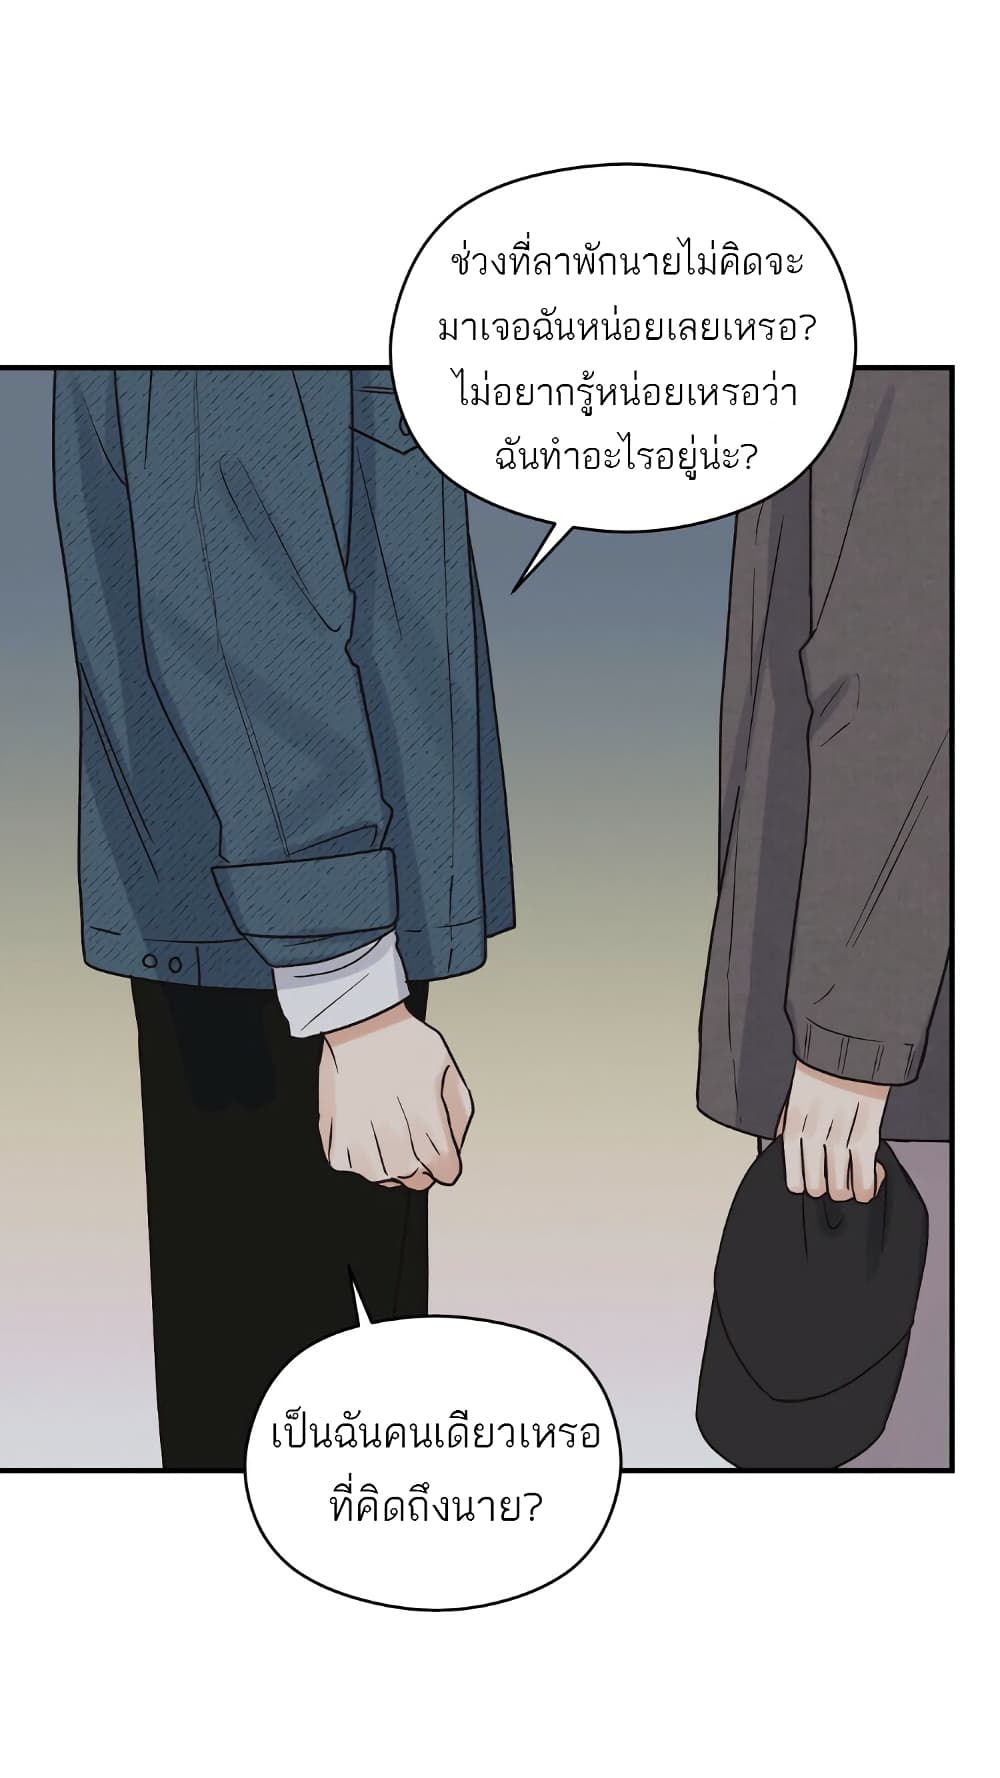 ช่วงที่ลาพักนายไม่คิดจะ
มาเจอฉันหน่อยเลยเหรอ?
ไม่อยากรู้หน่อยเหรอว่า
ฉันทำอะไรอยู่น่ะ?
เป็นฉันคนเดียวเหรอ
ที่คิดถึงนาย?